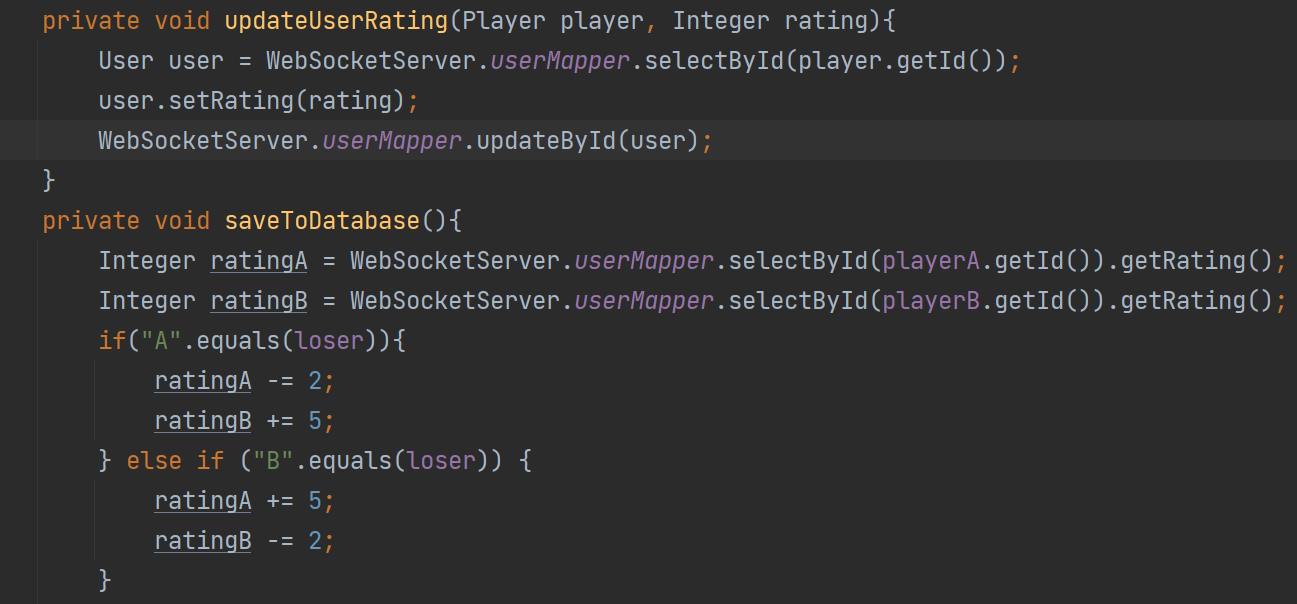 private void updateUserRating(Player player, Integer rating){
User user = WebSocketServer.userMapper.selectById(player.getId());
user.setRating(rating);
WebSocketServer.userMapper.updateById(user);
}
private void saveToDatabase(){
Integer ratingA = WebSocketServer.userMapper.selectById(playerA.getId()).getRating();
Integer ratingB = WebSocketServer.userMapper.selectById(playerB.getId()).getRating();
if("A".equals(loser)){
ratingA -= 2;
ratingB += 5;
} else if ("B".equals(loser)) {
ratingA += 5;
ratingB -= 2;
}